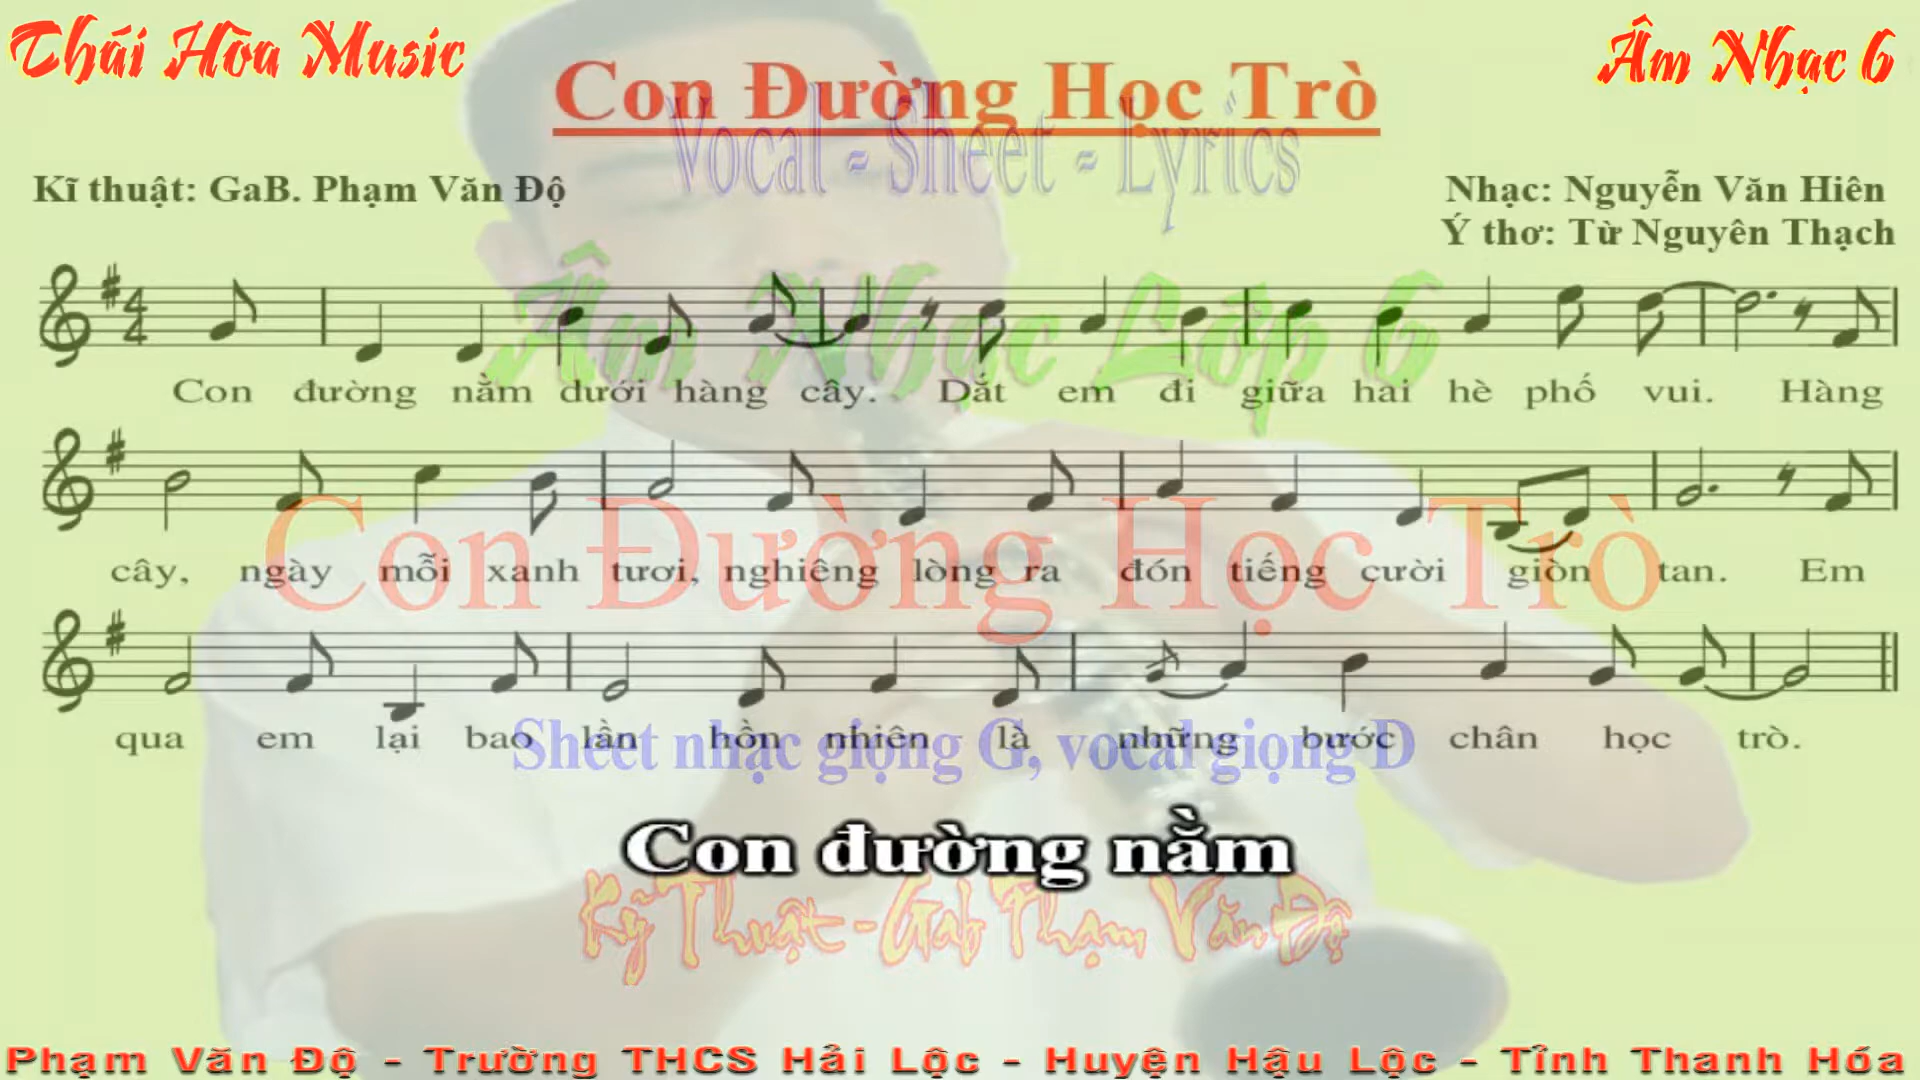 Thái Hòa Music
Âm Nhạc 6
Con Đường Học Trò
Vocal - Sheet - Lyrics
Kĩ thuật: GaB. Phạm Văn Độ
Nhạc: Nguyễn Văn Hiên
Ý thơ: Từ Nguyên Thạch
Âm Nhạc Lớp 6
4
4
Con đường nằm dưới hàng cây. Dắt em đi giữa hai hè phố vui. Hàng
cây, ngày mỗi xanh tươi, nghiêng lòng ra đón tiếng cười giòn tan. Em
Con Đường Học Trò
qua em lại bao lần hồn nhiên là những bước chân học trò.
Sheet nhạc giọng G, vocal giọng D
Con đường nằm
Kỹ Thuật - Gab Phạm Văn Độ
Phạm Văn Độ - Trường THCS Hải Lộc - Huyện Hậu Lộc - Tỉnh Thanh Hóa